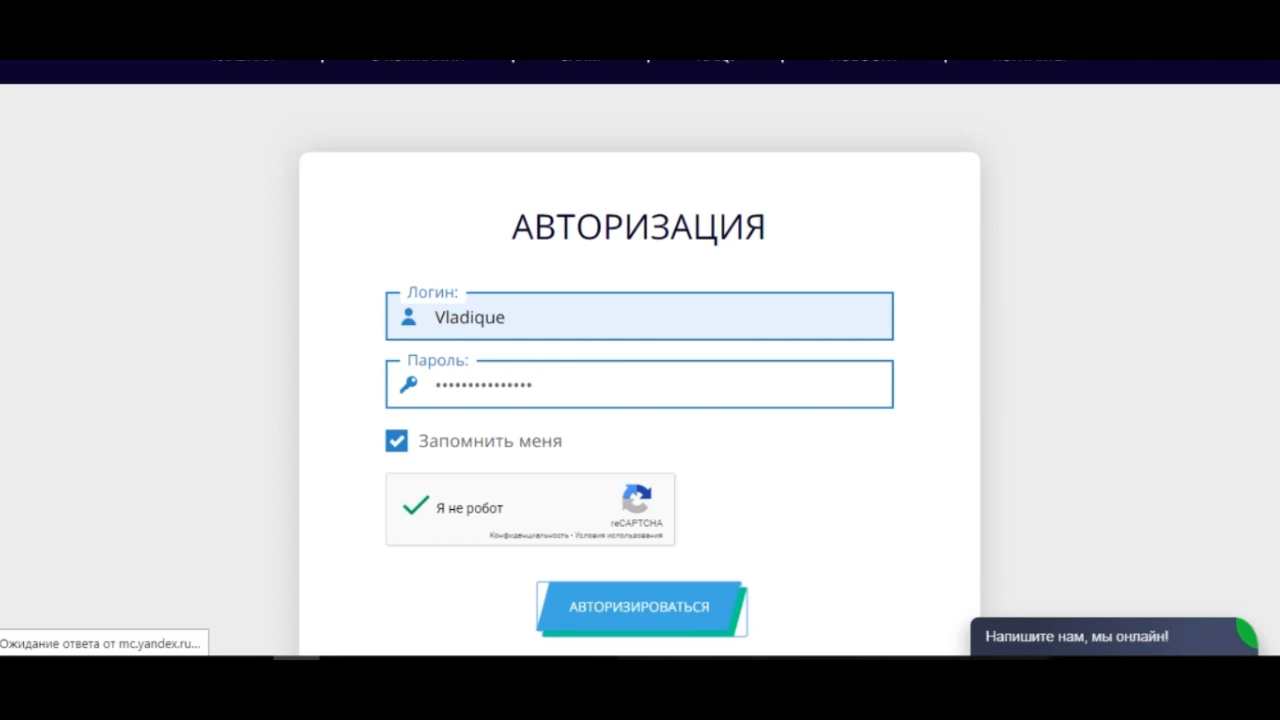 АВТОРИЗАЦИЯ
Логин:
Vladique
Пароль:
•••••••••••••••
Запомнить меня
Я не робот
reCAPTCHA
Конфиденциальность - Условия использования
АВТОРИЗИРОВАТЬСЯ
Ожидание ответа от mc.yandex.ru...
Напишите нам, мы онлайн!